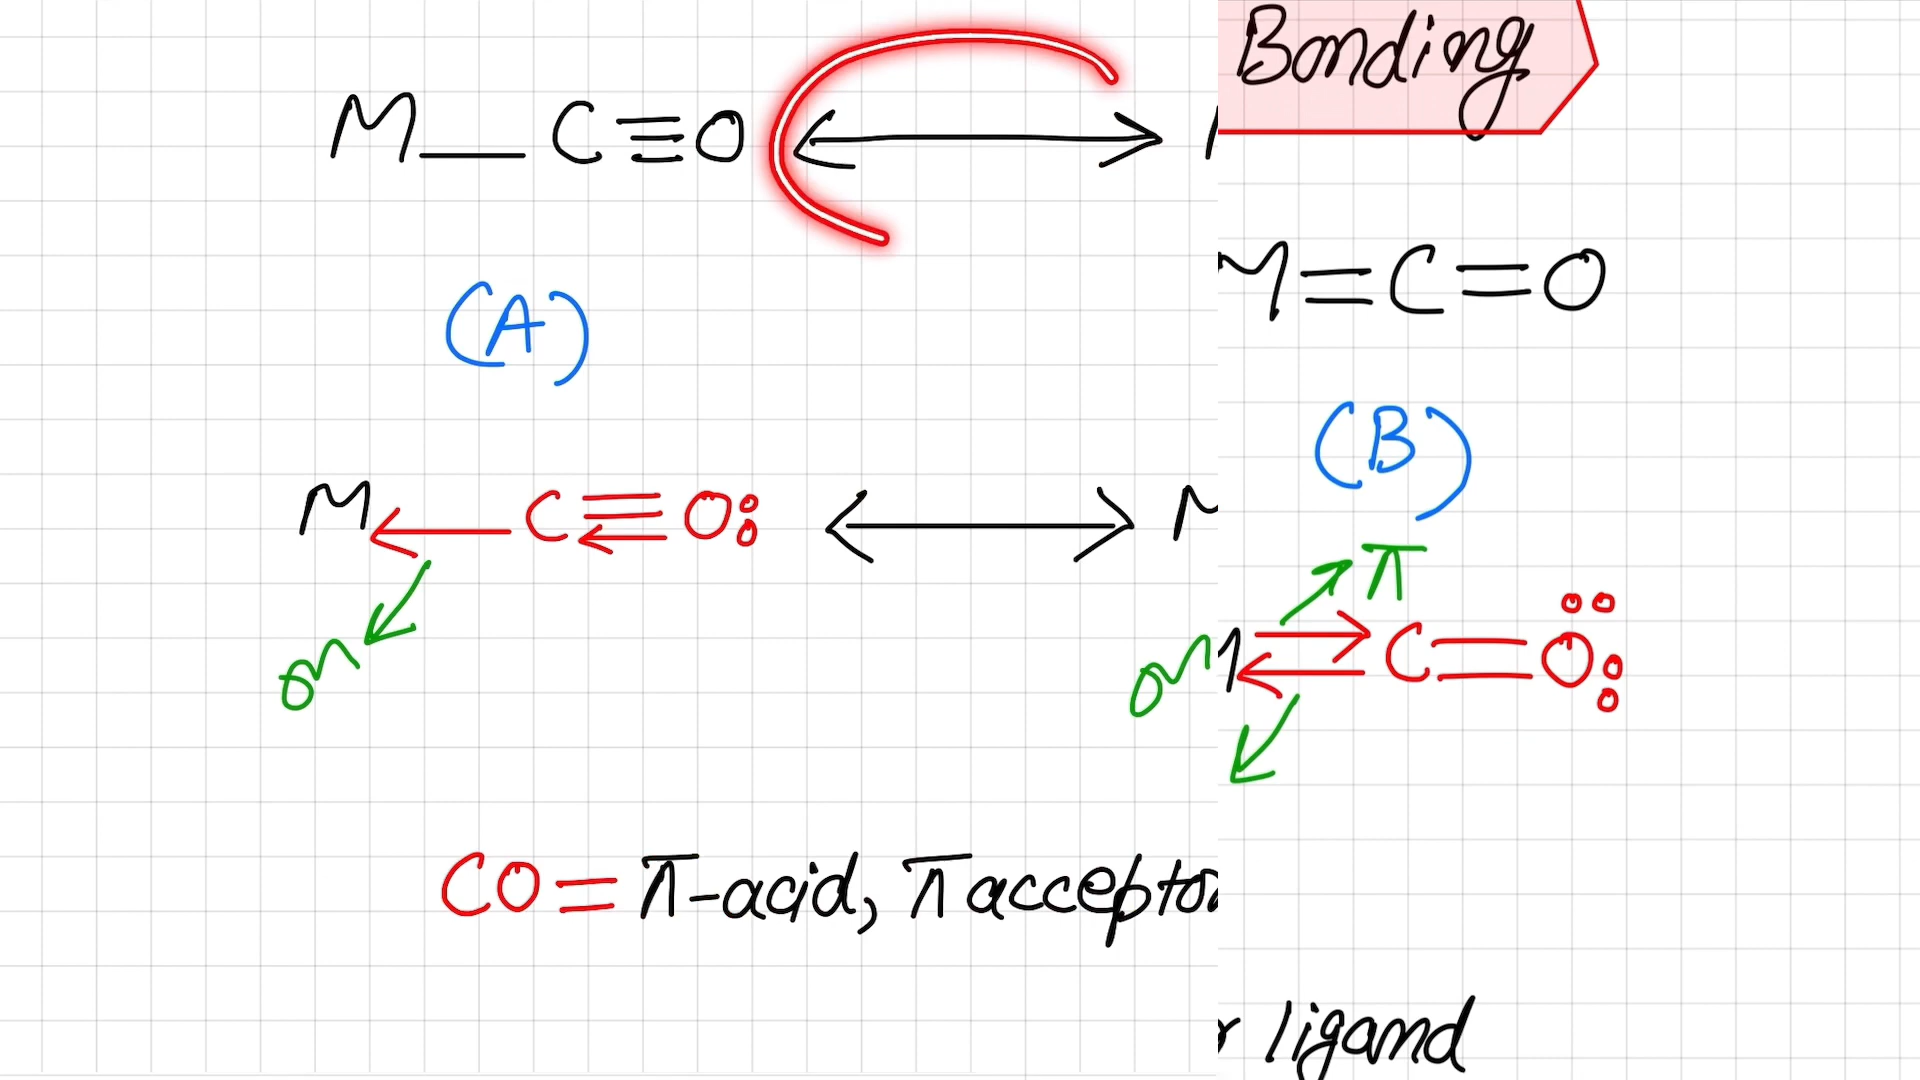 Bonding
M—C≡O ⟷ M=C=O
(A) (B)
π
M←C≡O: ⟷ M⇄C=Ö:
σ σ
CO = π-acid, π acceptor ligand